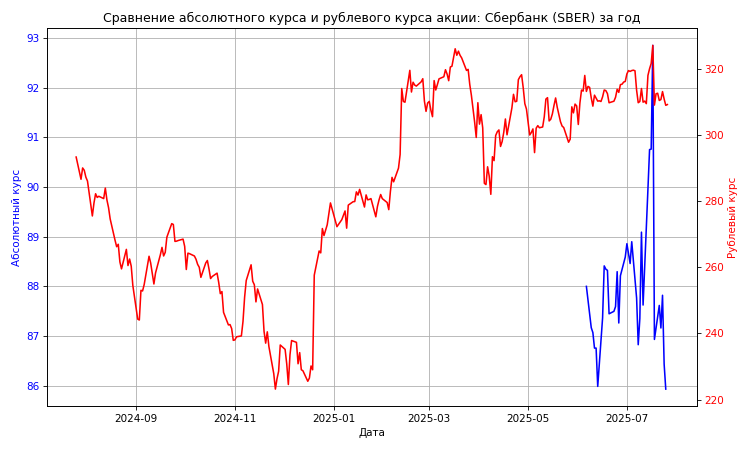 Сравнение абсолютного курса и рублевого курса акции: Сбербанк (SBER) за год
93
92
91
90
89
88
87
86
Абсолютный курс
320
300
280
260
240
220
Рублевый курс
2024-09 2024-11 2025-01 2025-03 2025-05 2025-07
Дата